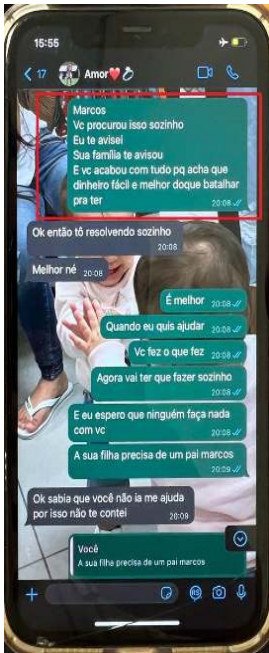 15:55
17
Amor❤️💍
Marcos
Vc procurou isso sozinho
Eu te avisei
Sua família te avisou
E vc acabou com tudo pq acha que
dinheiro fácil e melhor doque batalhar
pra ter
20:08
Ok então tô resolvendo sozinho
20:08
Melhor né 20:08
É melhor 20:08
Quando eu quis ajudar 20:08
Vc fez o que fez 20:08
Agora vai ter que fazer sozinho
20:08
E eu espero que ninguém faça nada
com vc
20:08
A sua filha precisa de um pai marcos
20:09
Ok sabia que você não ia me ajuda
por isso não te contei
20:09
Você
A sua filha precisa de um pai marcos